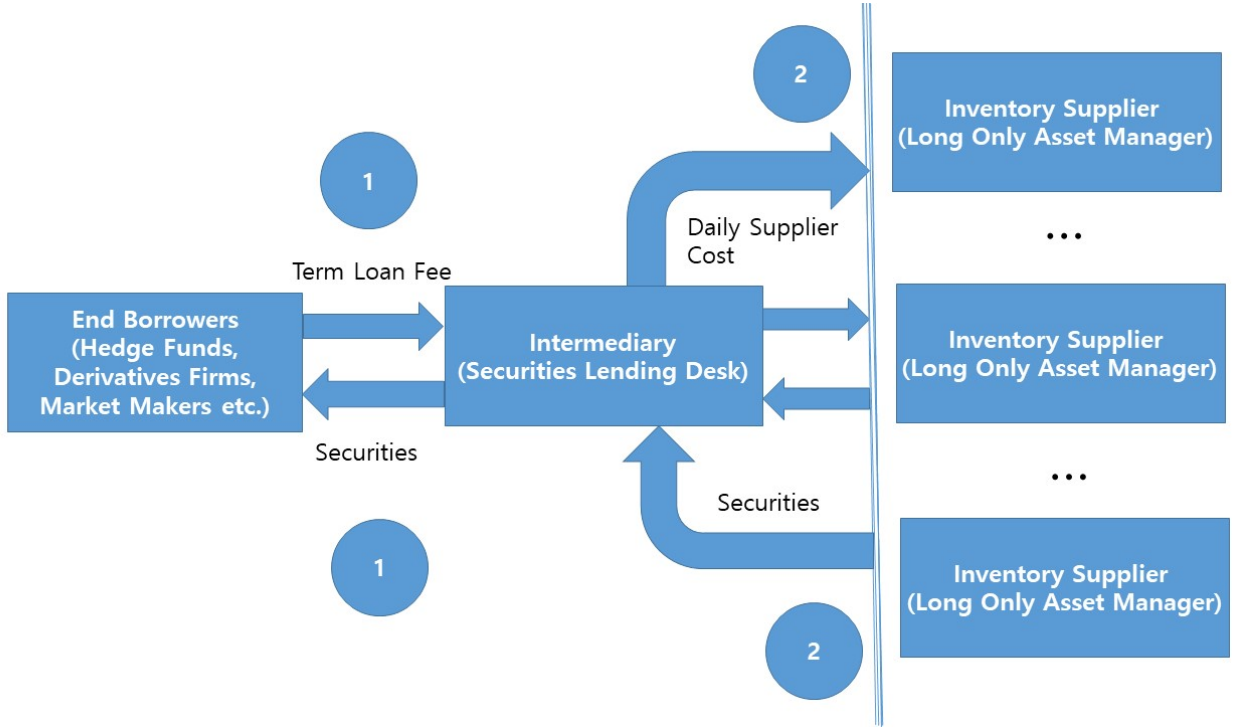 2
Inventory Supplier
(Long Only Asset Manager)
1
Daily Supplier
Cost
...
Term Loan Fee
End Borrowers
(Hedge Funds,
Derivatives Firms,
Market Makers etc.)
Intermediary
(Securities Lending Desk)
Inventory Supplier
(Long Only Asset Manager)
Securities
...
Securities
1
Inventory Supplier
(Long Only Asset Manager)
2